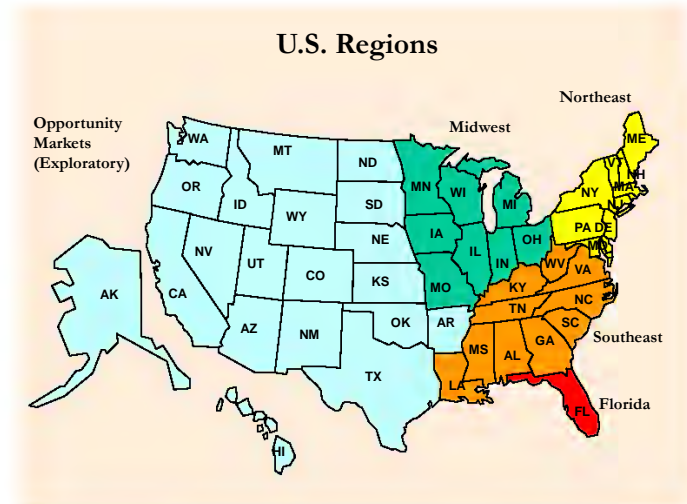 U.S. Regions
Northeast
Opportunity
Markets
(Exploratory)
Midwest
WA
MT
ND
MN
WI
MI
ME
VT
NH
OR
ID
SD
NY
MA
WY
IA
NJ
NV
NE
IL
IN
OH
PA
DE
MD
UT
CO
KS
MO
WV
VA
KY
CA
AK
TN
NC
AZ
NM
OK
AR
SC
MS
AL
GA
Southeast
TX
LA
FL
Florida
HI